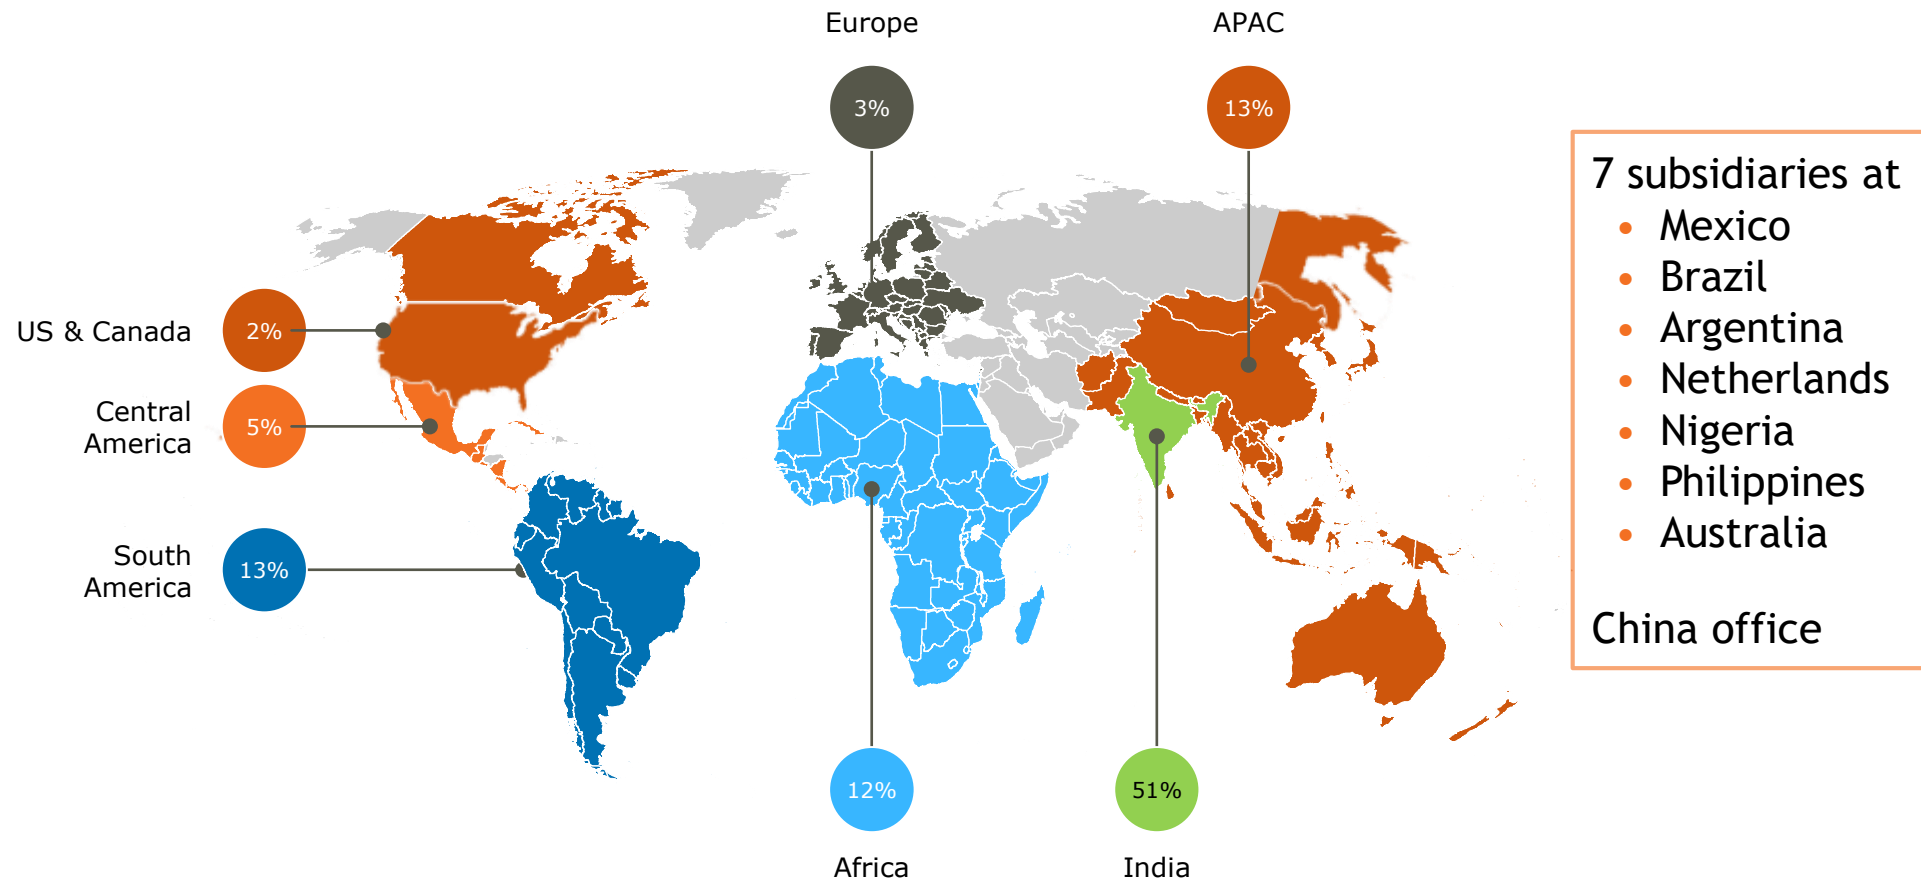 Europe
APAC
3%
13%
US & Canada
2%
Central
America
5%
South
America
13%
12%
51%
Africa
India
7 subsidiaries at
• Mexico
• Brazil
• Argentina
• Netherlands
• Nigeria
• Philippines
• Australia
China office